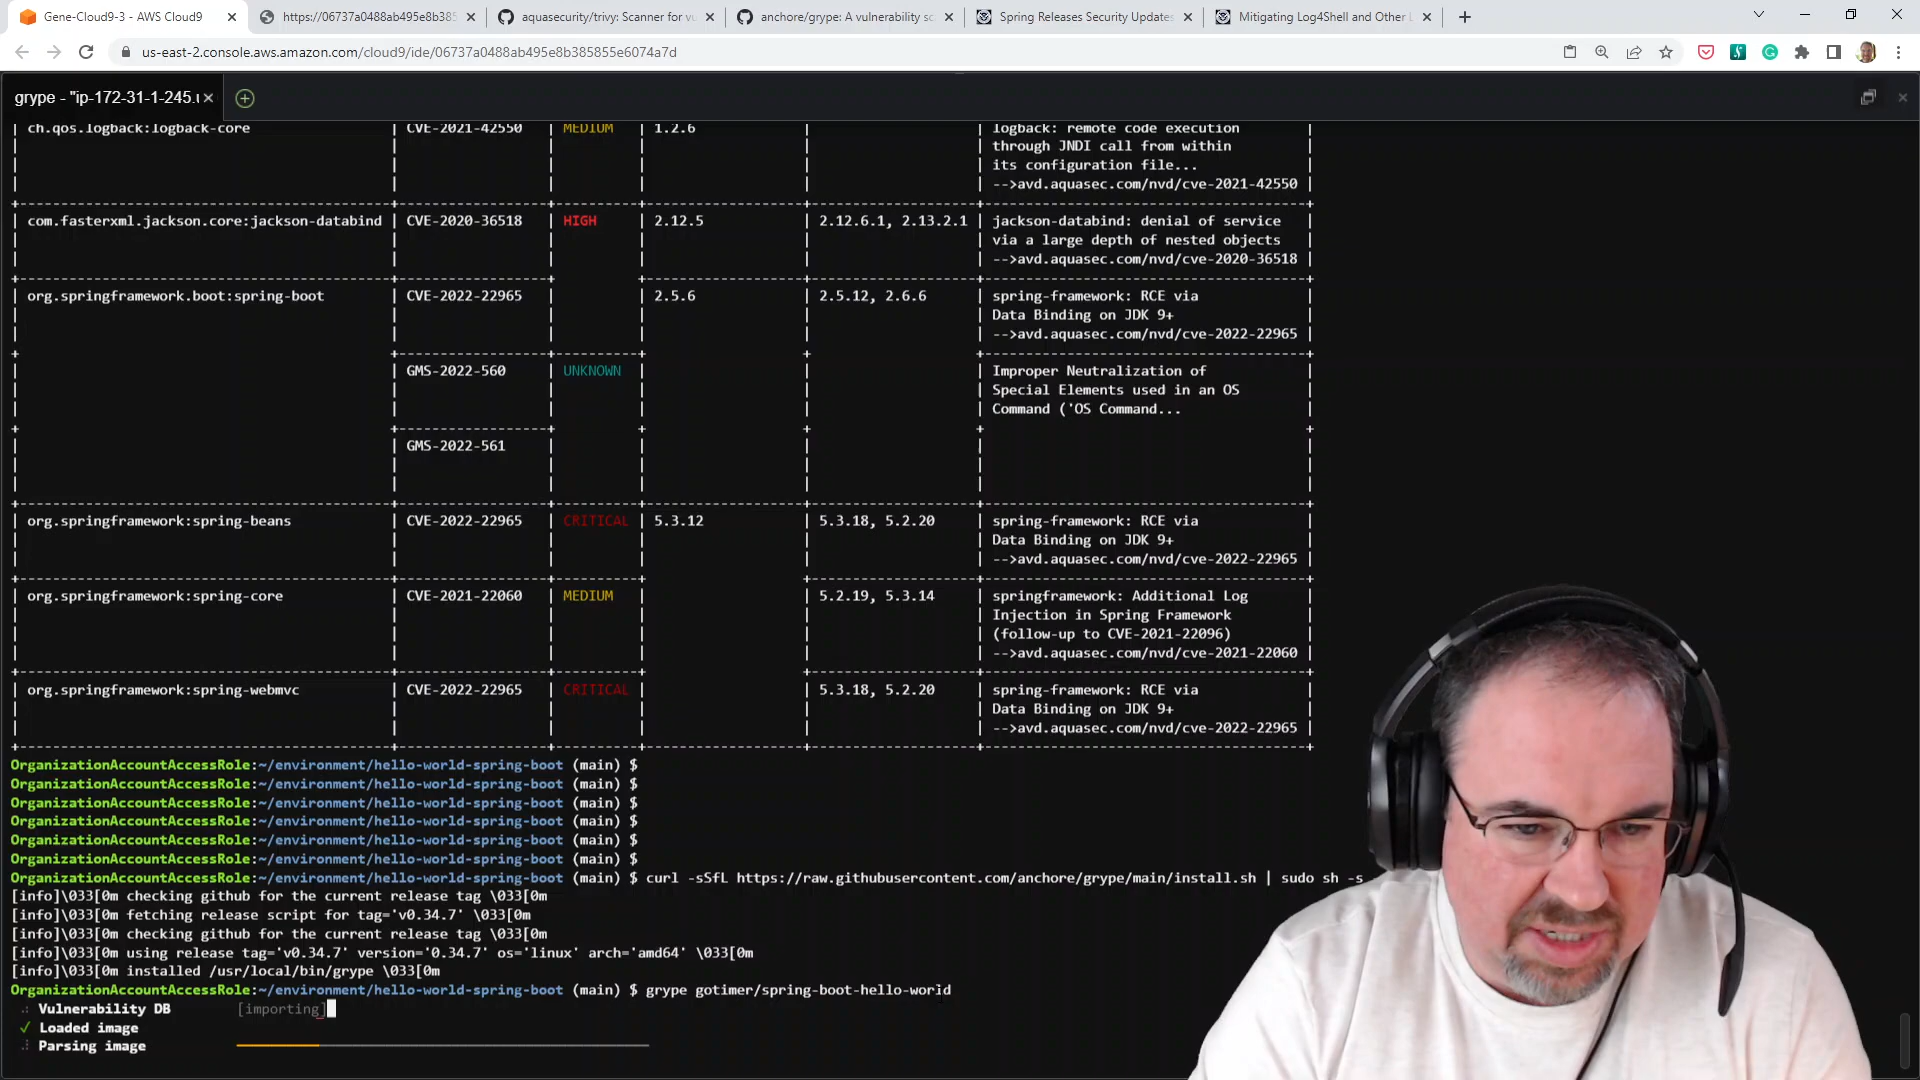 Gene-Cloud9-3 - AWS Cloud9
https://06737a0488ab495e8b385
aquasecurity/trivy: Scanner for vu
anchore/grype: A vulnerability sc
Spring Releases Security Updates
Mitigating Log4Shell and Other L
us-east-2.console.aws.amazon.com/cloud9/ide/06737a0488ab495e8b385855e6074a7d
grype - "ip-172-31-1-245.u
ch.qos.logback:logback-core | CVE-2021-42550 | MEDIUM | 1.2.6 | | logback: remote code execution
through JNDI call from within
its configuration file...
-->avd.aquasec.com/nvd/cve-2021-42550
com.fasterxml.jackson.core:jackson-databind | CVE-2020-36518 | HIGH | 2.12.5 | 2.12.6.1, 2.13.2.1 | jackson-databind: denial of service
via a large depth of nested objects
-->avd.aquasec.com/nvd/cve-2020-36518
org.springframework.boot:spring-boot | CVE-2022-22965 | | 2.5.6 | 2.5.12, 2.6.6 | spring-framework: RCE via
Data Binding on JDK 9+
-->avd.aquasec.com/nvd/cve-2022-22965
GMS-2022-560 | UNKNOWN | | | Improper Neutralization of
Special Elements used in an OS
Command ('OS Command...
GMS-2022-561
org.springframework:spring-beans | CVE-2022-22965 | CRITICAL | 5.3.12 | 5.3.18, 5.2.20 | spring-framework: RCE via
Data Binding on JDK 9+
-->avd.aquasec.com/nvd/cve-2022-22965
org.springframework:spring-core | CVE-2021-22060 | MEDIUM | | 5.2.19, 5.3.14 | springframework: Additional Log
Injection in Spring Framework
(follow-up to CVE-2021-22096)
-->avd.aquasec.com/nvd/cve-2021-22060
org.springframework:spring-webmvc | CVE-2022-22965 | CRITICAL | | 5.3.18, 5.2.20 | spring-framework: RCE via
Data Binding on JDK 9+
-->avd.aquasec.com/nvd/cve-2022-22965
OrganizationAccountAccessRole:~/environment/hello-world-spring-boot (main) $
OrganizationAccountAccessRole:~/environment/hello-world-spring-boot (main) $
OrganizationAccountAccessRole:~/environment/hello-world-spring-boot (main) $
OrganizationAccountAccessRole:~/environment/hello-world-spring-boot (main) $
OrganizationAccountAccessRole:~/environment/hello-world-spring-boot (main) $
OrganizationAccountAccessRole:~/environment/hello-world-spring-boot (main) $
OrganizationAccountAccessRole:~/environment/hello-world-spring-boot (main) $ curl -sSfL https://raw.githubusercontent.com/anchore/grype/main/install.sh | sudo sh -s
[info]\033[0m checking github for the current release tag \033[0m
[info]\033[0m fetching release script for tag='v0.34.7' \033[0m
[info]\033[0m checking github for the current release tag \033[0m
[info]\033[0m using release tag='v0.34.7' version='0.34.7' os='linux' arch='amd64' \033[0m
[info]\033[0m installed /usr/local/bin/grype \033[0m
OrganizationAccountAccessRole:~/environment/hello-world-spring-boot (main) $ grype gotimer/spring-boot-hello-world
Vulnerability DB [importing]
✓ Loaded image
Parsing image